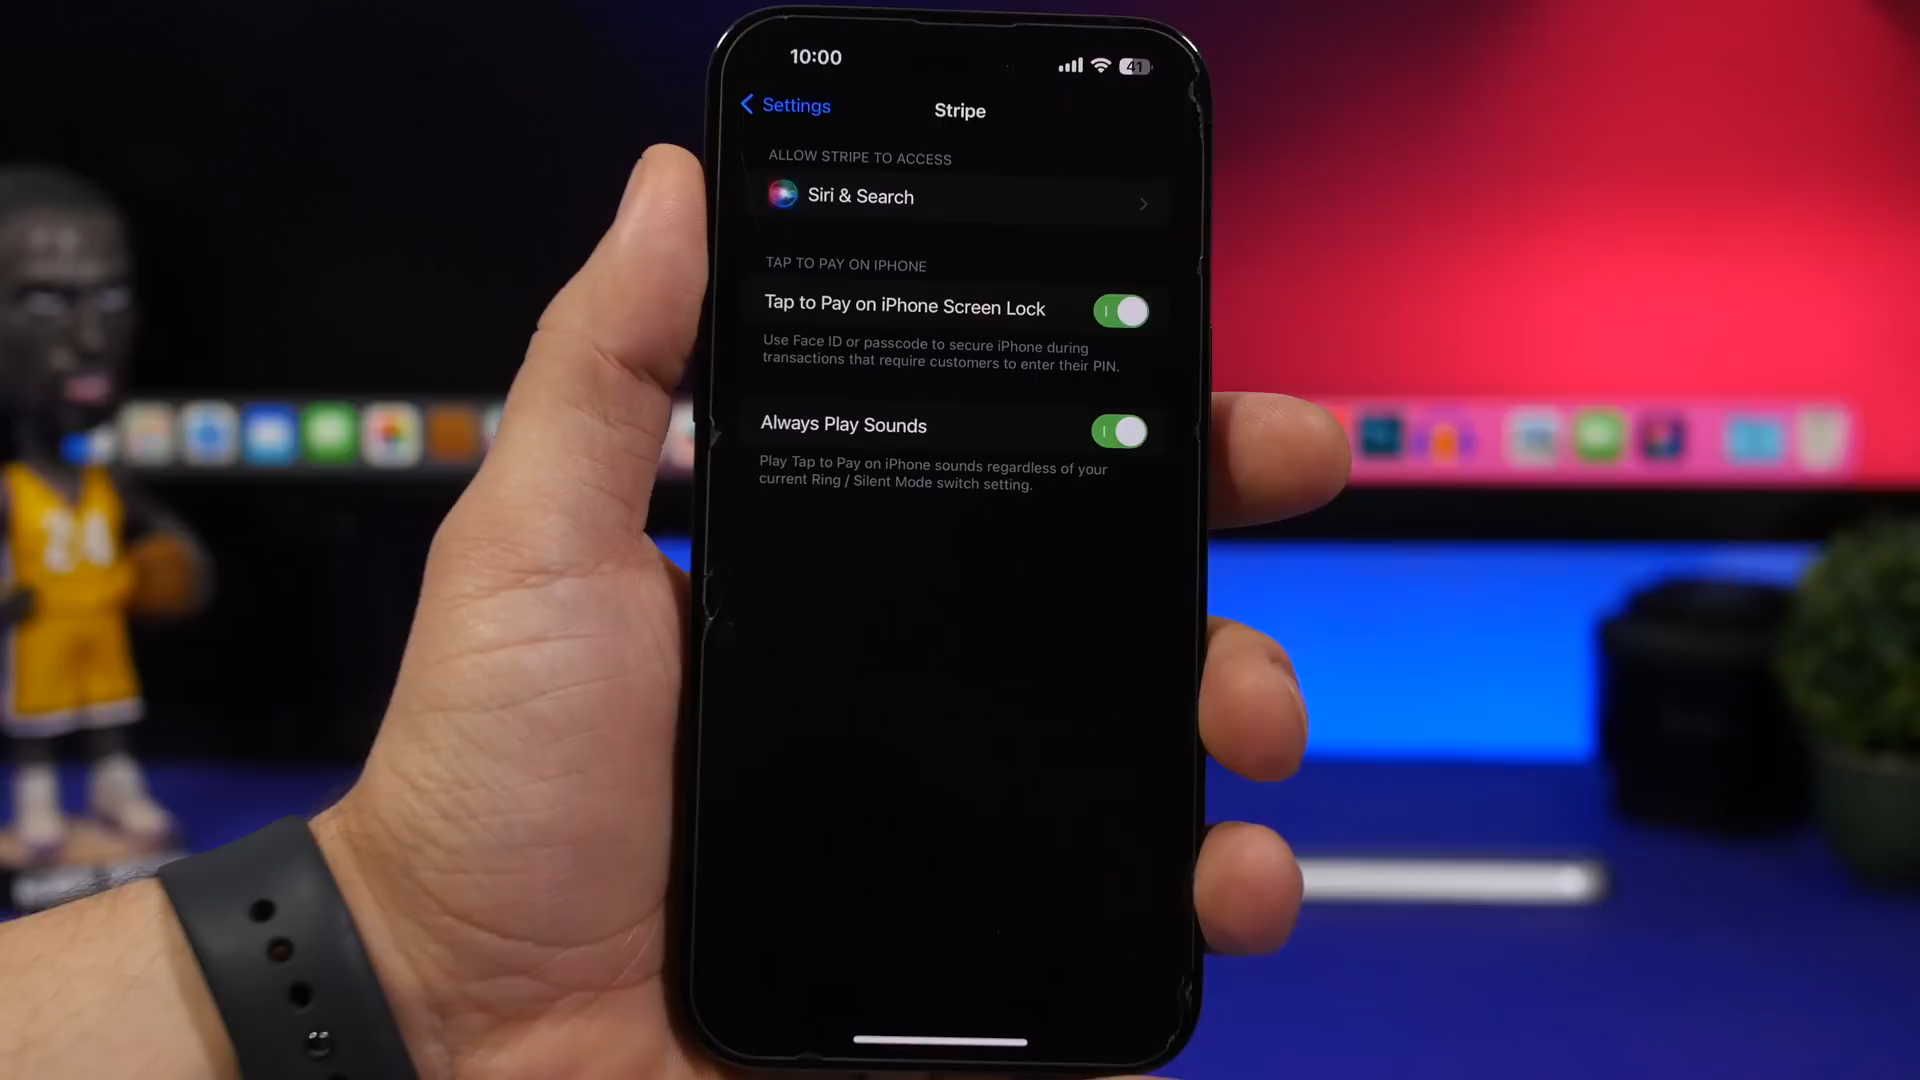 10:00
41
Settings
Stripe
ALLOW STRIPE TO ACCESS
Siri & Search
TAP TO PAY ON IPHONE
Tap to Pay on iPhone Screen Lock
Use Face ID or passcode to secure iPhone during
transactions that require customers to enter their PIN.
Always Play Sounds
Play Tap to Pay on iPhone sounds regardless of your
current Ring / Silent Mode switch setting.
24